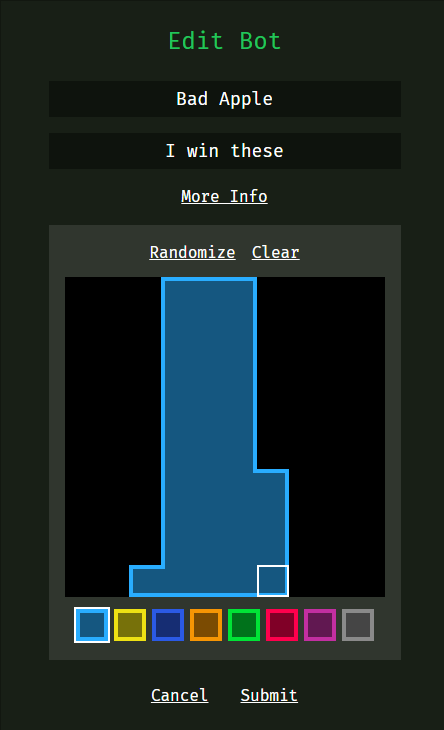 Edit Bot
Bad Apple
I win these
More Info
Randomize Clear
Cancel Submit